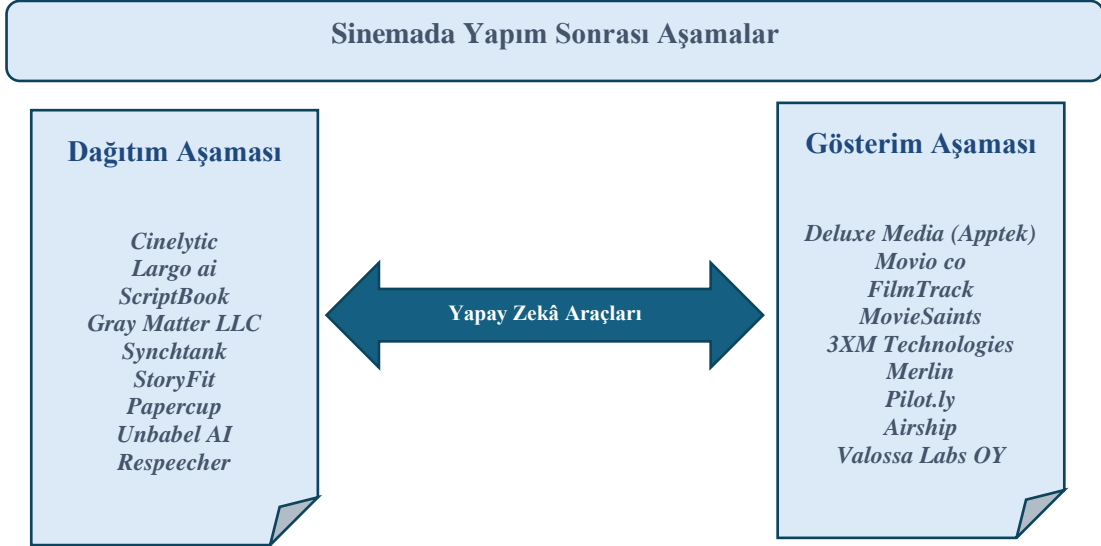 Sinemada Yapım Sonrası Aşamalar
Dağıtım Aşaması
Cinelytic
Largo ai
ScriptBook
Gray Matter LLC
Synchtank
StoryFit
Papercup
Unbabel AI
Respeecher
Yapay Zekâ Araçları
Gösterim Aşaması
Deluxe Media (Apptek)
Movio co
FilmTrack
MovieSaints
3XM Technologies
Merlin
Pilot.ly
Airship
Valossa Labs OY